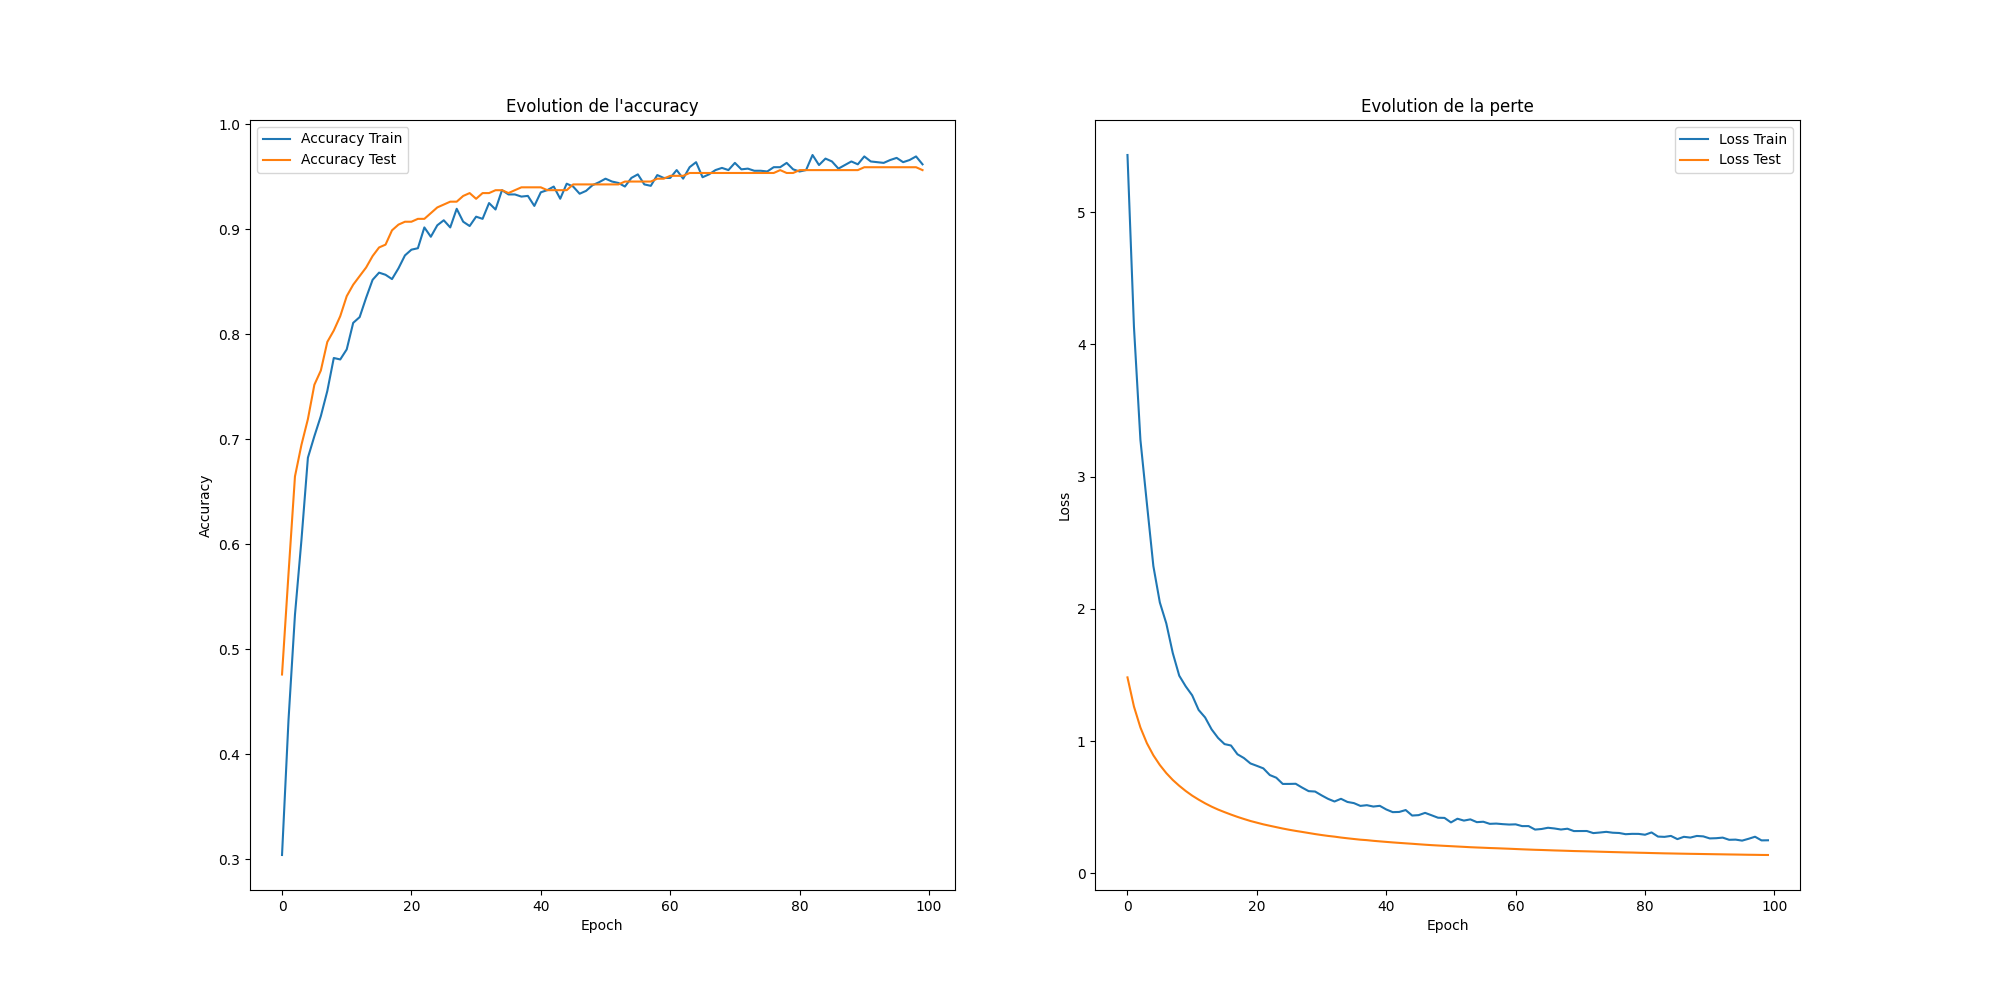 Evolution de l'accuracy
Accuracy Train
Accuracy Test
1.0
0.9
0.8
0.7
0.6
0.5
0.4
0.3
Accuracy
0
20
40
60
80
100
Epoch
Evolution de la perte
Loss Train
Loss Test
5
4
3
2
1
0
Loss
0
20
40
60
80
100
Epoch